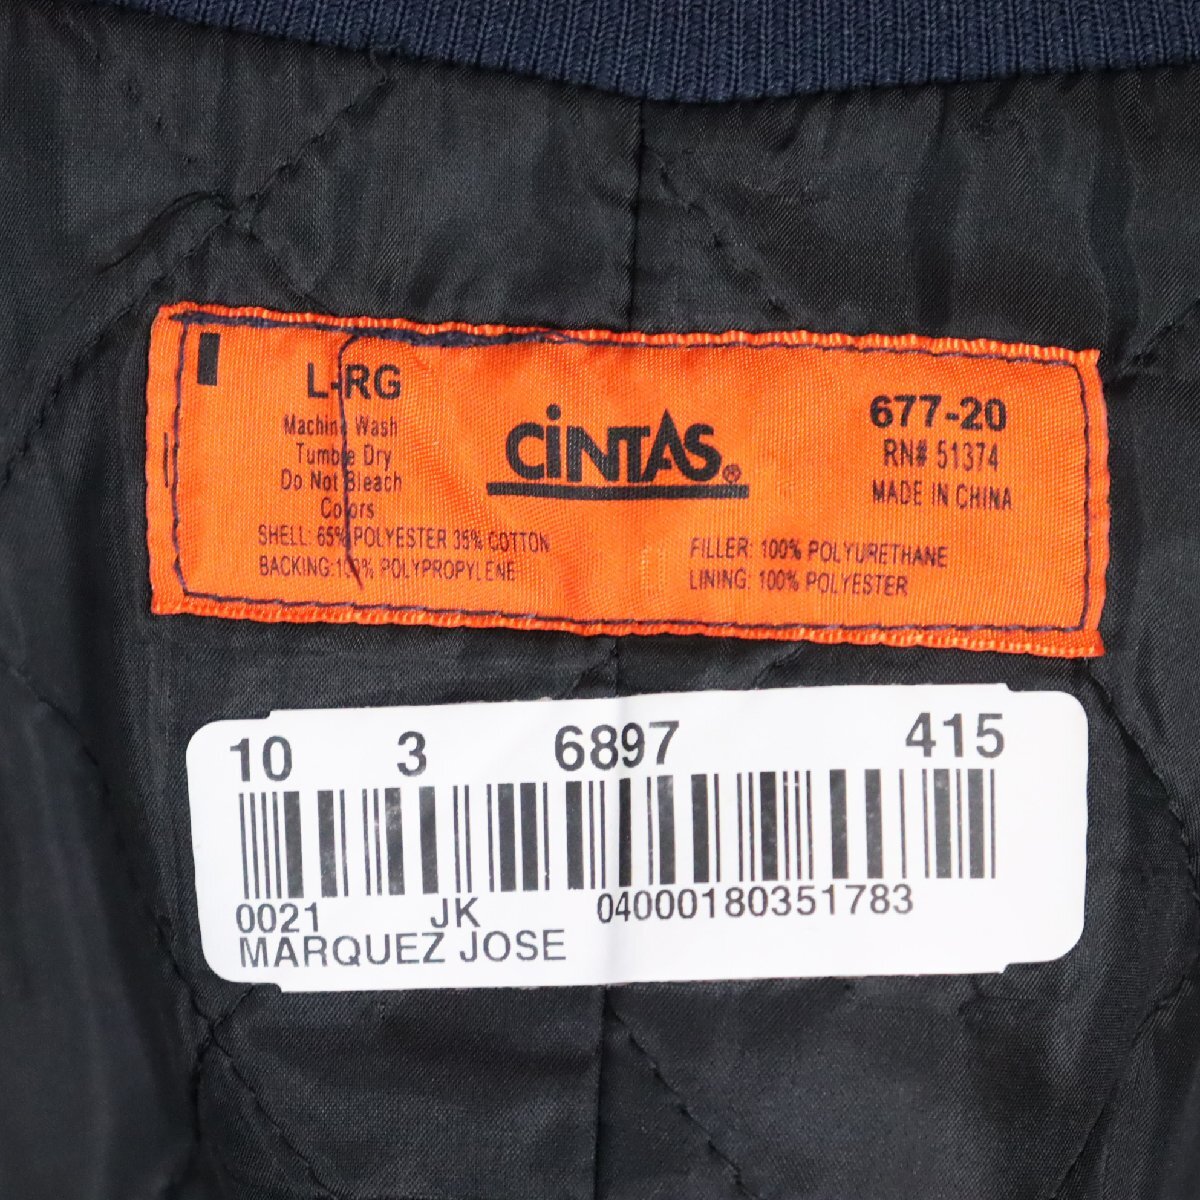 L-RG
Machine Wash
Tumble Dry
Do Not Bleach
Colors
SHELL: 65% POLYESTER 35% COTTON
BACKING:100% POLYPROPYLENE
CiNTAS®
677-20
RN# 51374
MADE IN CHINA
FILLER: 100% POLYURETHANE
LINING: 100% POLYESTER
10 3 6897 415
0021 JK 04000180351783
MARQUEZ JOSE